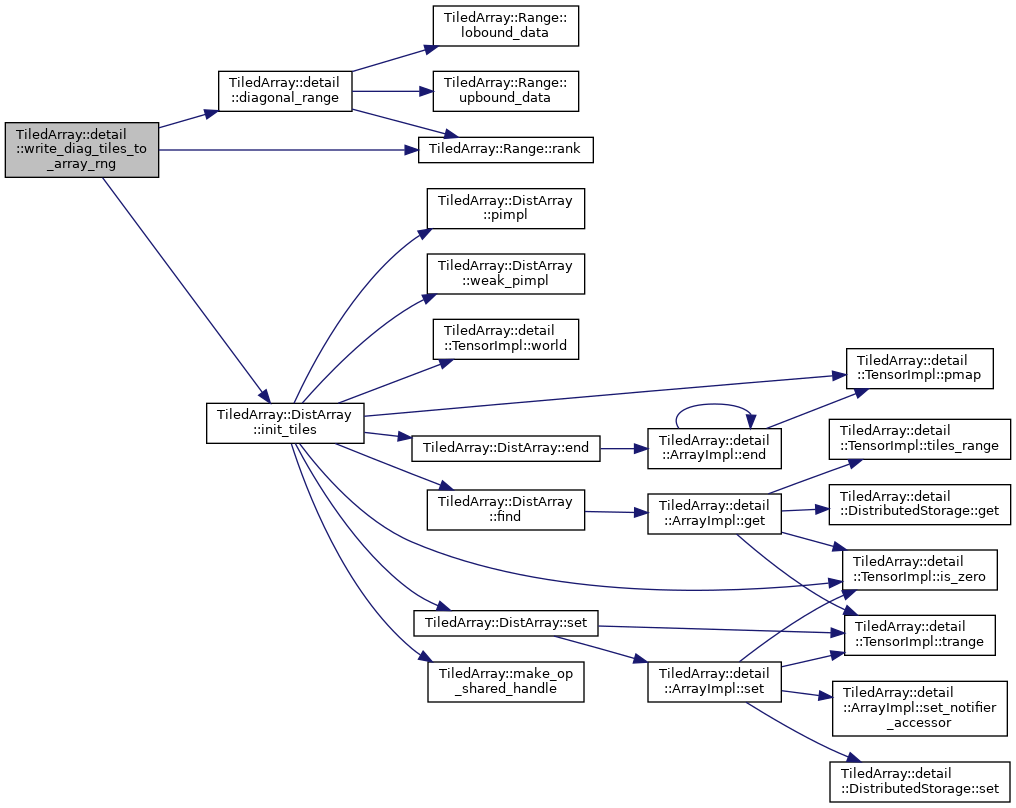 TiledArray::Range::
lobound_data
TiledArray::detail
::diagonal_range
TiledArray::Range::
upbound_data
TiledArray::detail
::write_diag_tiles_to
_array_rng
TiledArray::Range::rank
TiledArray::DistArray
::pimpl
TiledArray::DistArray
::weak_pimpl
TiledArray::detail
::TensorImpl::world
TiledArray::detail
::TensorImpl::pmap
TiledArray::DistArray
::init_tiles
TiledArray::DistArray::end
TiledArray::detail
::ArrayImpl::end
TiledArray::detail
::TensorImpl::tiles_range
TiledArray::DistArray
::find
TiledArray::detail
::ArrayImpl::get
TiledArray::detail
::DistributedStorage::get
TiledArray::detail
::TensorImpl::is_zero
TiledArray::DistArray::set
TiledArray::detail
::TensorImpl::trange
TiledArray::make_op
_shared_handle
TiledArray::detail
::ArrayImpl::set
TiledArray::detail
::ArrayImpl::set_notifier
_accessor
TiledArray::detail
::DistributedStorage::set